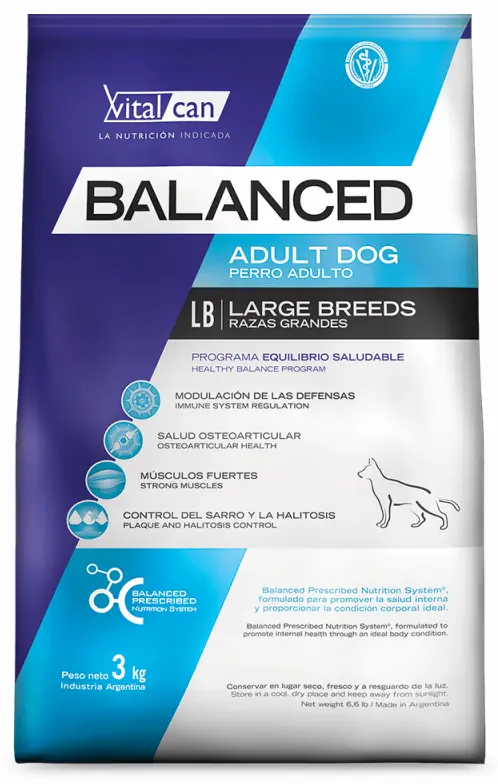 vital can
LA NUTRICIÓN INDICADA
BALANCED
ADULT DOG
PERRO ADULTO
LB LARGE BREEDS
RAZAS GRANDES
PROGRAMA EQUILIBRIO SALUDABLE
HEALTHY BALANCE PROGRAM
MODULACIÓN DE LAS DEFENSAS
IMMUNE SYSTEM REGULATION
SALUD OSTEOARTICULAR
OSTEOARTICULAR HEALTH
MÚSCULOS FUERTES
STRONG MUSCLES
CONTROL DEL SARRO Y LA HALITOSIS
PLAQUE AND HALITOSIS CONTROL
BALANCED
PRESCRIBED
NUTRITION SYSTEM
Balanced Prescribed Nutrition System®,
formulado para promover la salud interna
y proporcionar la condición corporal ideal.
Balanced Prescribed Nutrition System®, formulated to
promote internal health through an ideal body condition.
Peso neto 3 kg
Industria Argentina
Conservar en lugar seco, fresco y a resguardo de la luz.
Store in a cool, dry place and keep away from sunlight.
Net weight 6,6 lb / Made in Argentina